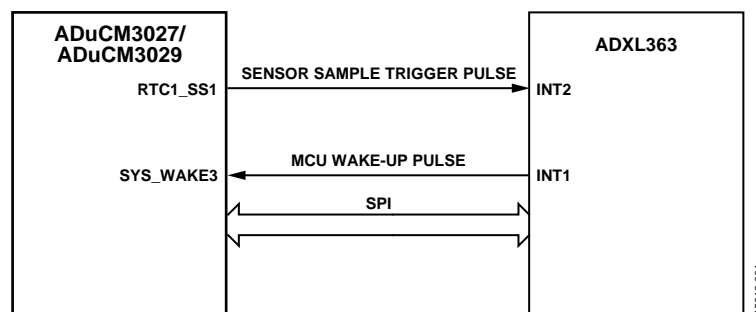 ADuCM3027/
ADuCM3029
ADXL363
SENSOR SAMPLE TRIGGER PULSE
RTC1_SS1
INT2
MCU WAKE-UP PULSE
SYS_WAKE3
INT1
SPI